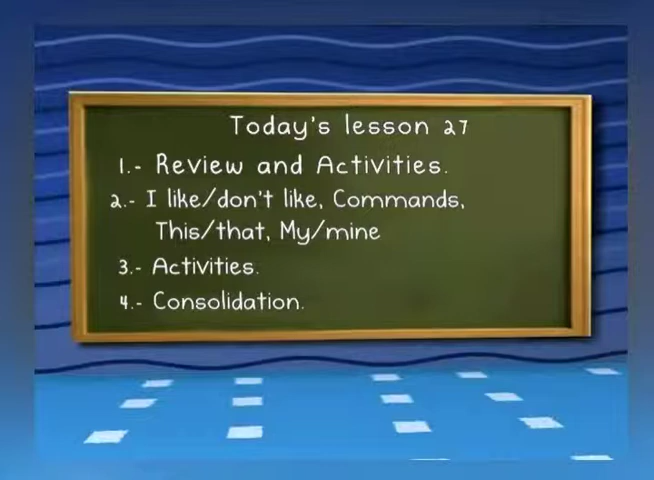 Today's lesson 27
1.- Review and Activities.
2.- I like/don't like, Commands,
This/that, My/mine
3.- Activities.
4.- Consolidation.